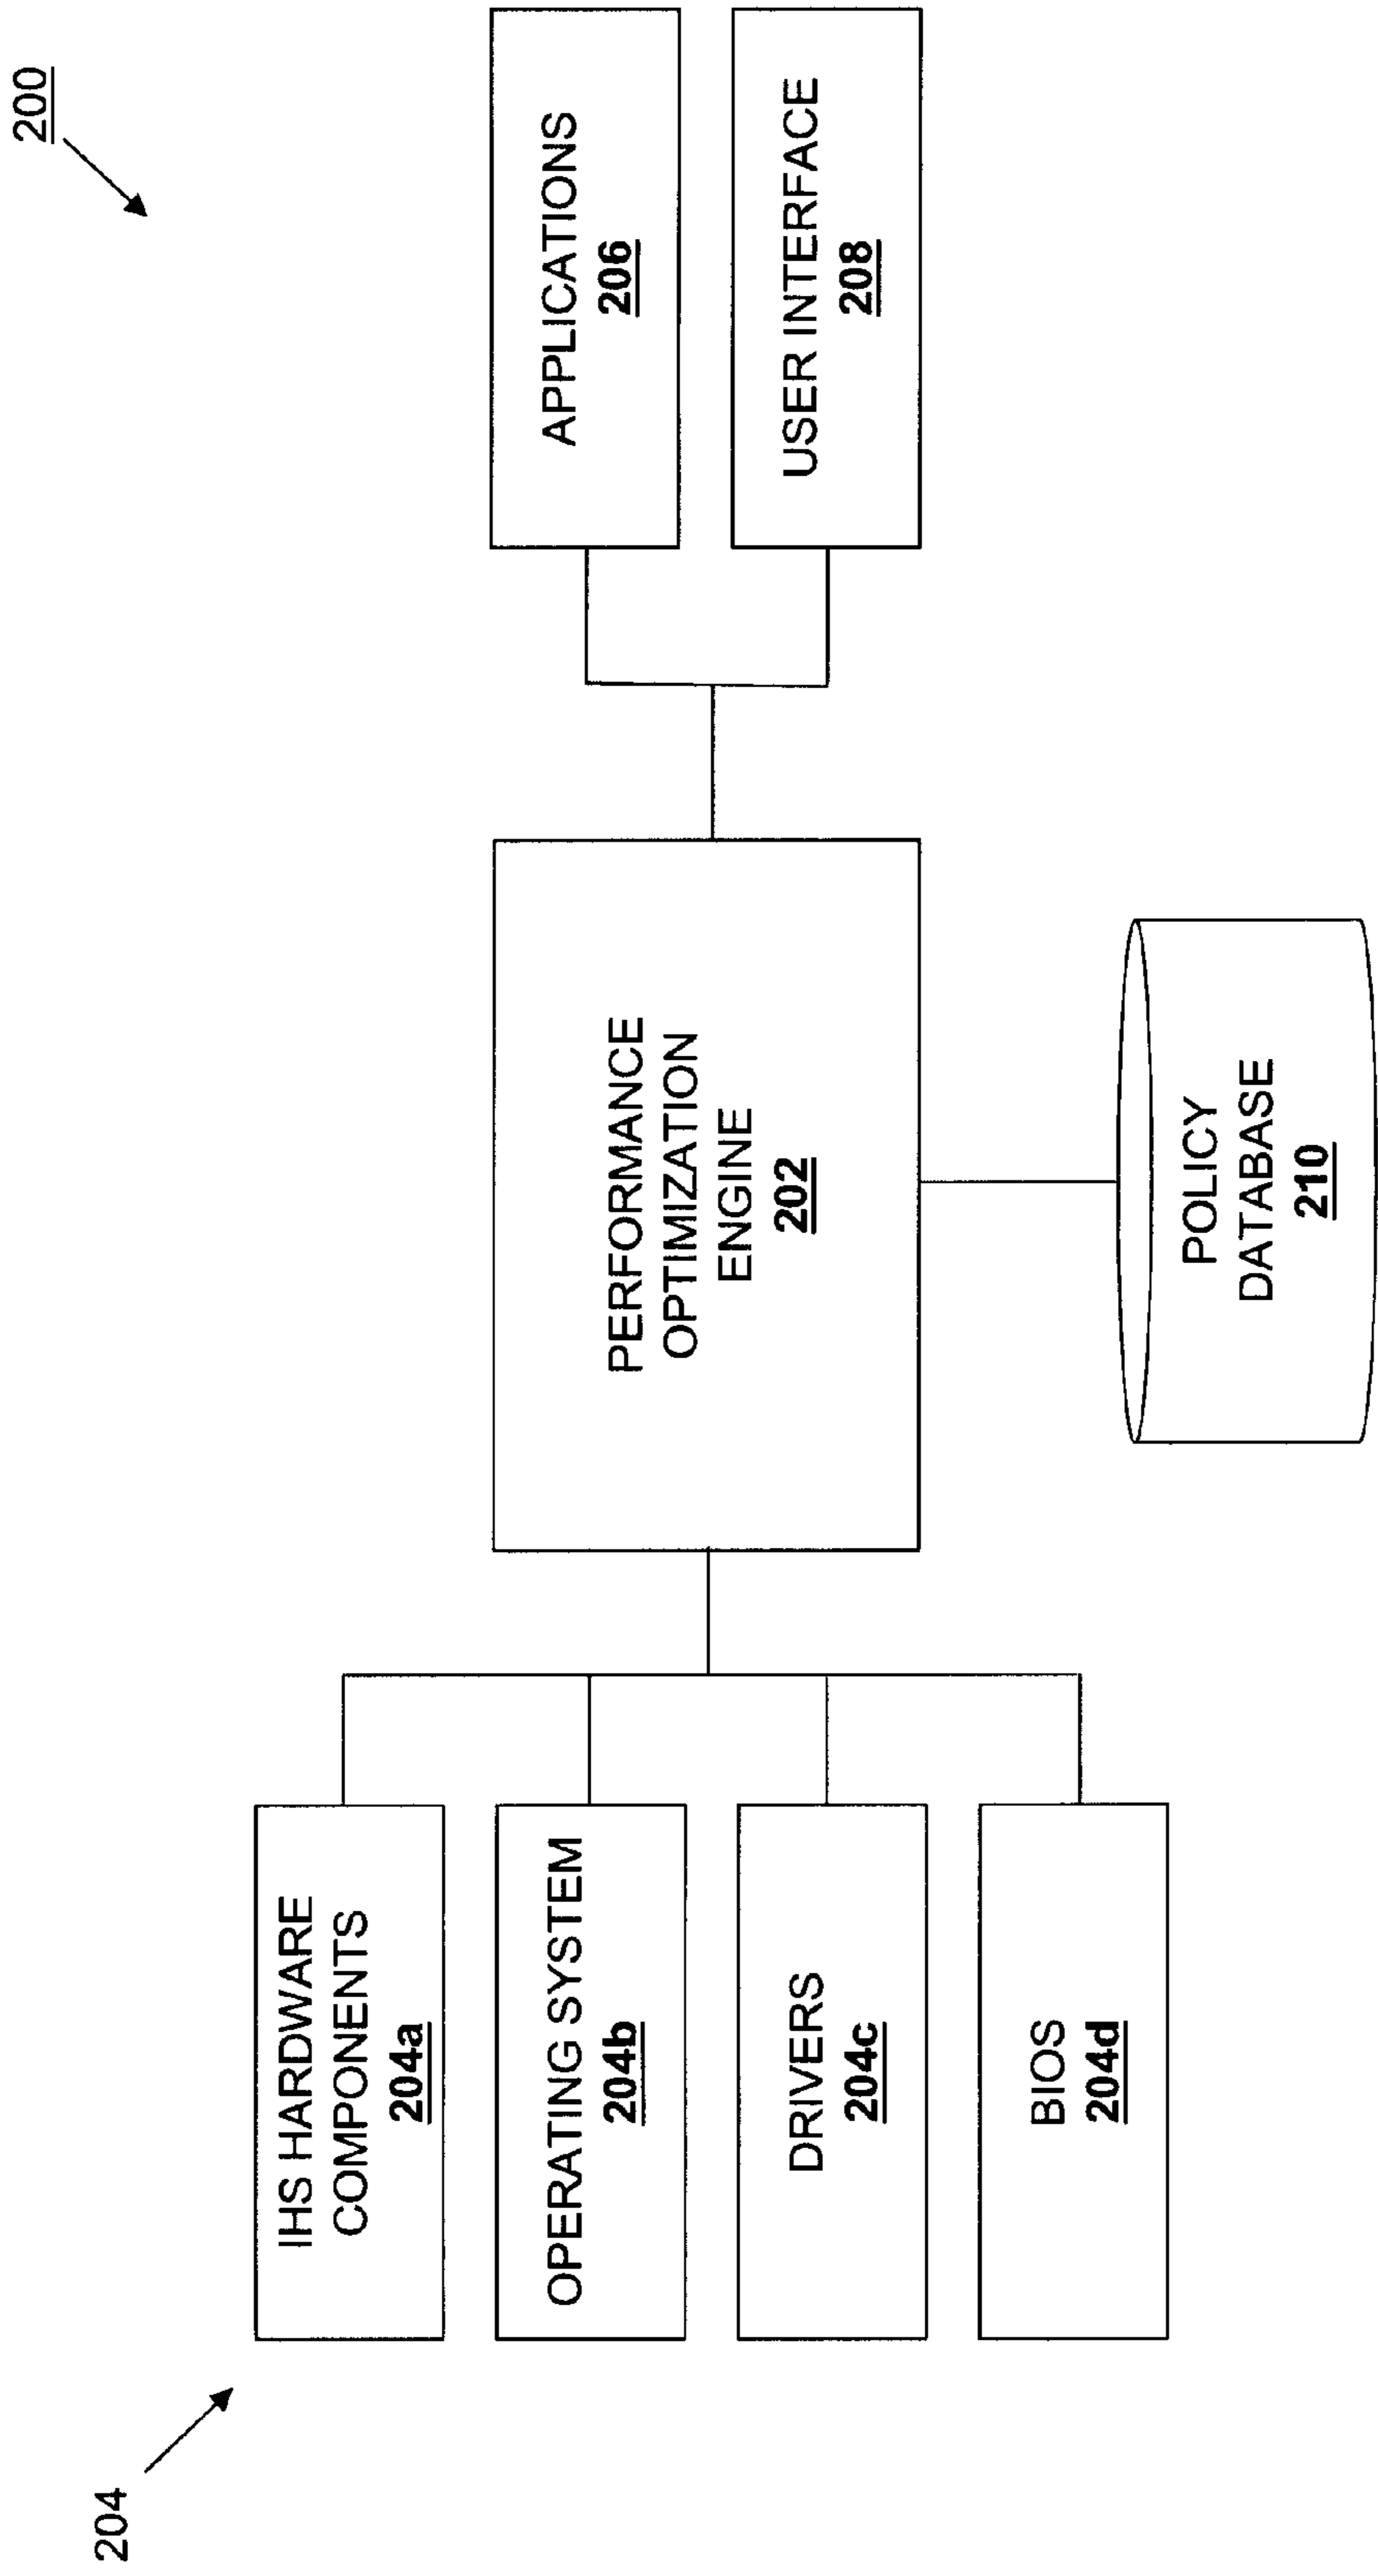 200
204
IHS HARDWARE
COMPONENTS
204a
OPERATING SYSTEM
204b
DRIVERS
204c
BIOS
204d
PERFORMANCE
OPTIMIZATION
ENGINE
202
POLICY
DATABASE
210
APPLICATIONS
206
USER INTERFACE
208